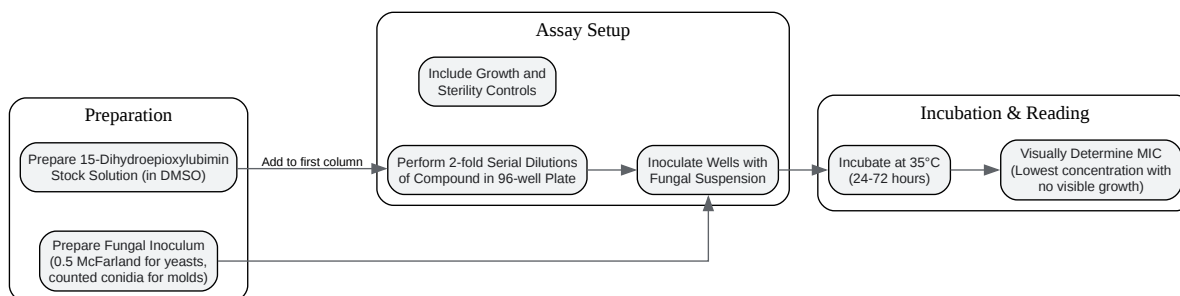 Preparation
Prepare 15-Dihydroepioxylubimin
Stock Solution (in DMSO)
Prepare Fungal Inoculum
(0.5 McFarland for yeasts,
counted conidia for molds)
Add to first column
Assay Setup
Include Growth and
Sterility Controls
Perform 2-fold Serial Dilutions
of Compound in 96-well Plate
Inoculate Wells with
Fungal Suspension
Incubation & Reading
Incubate at 35°C
(24-72 hours)
Visually Determine MIC
(Lowest concentration with
no visible growth)